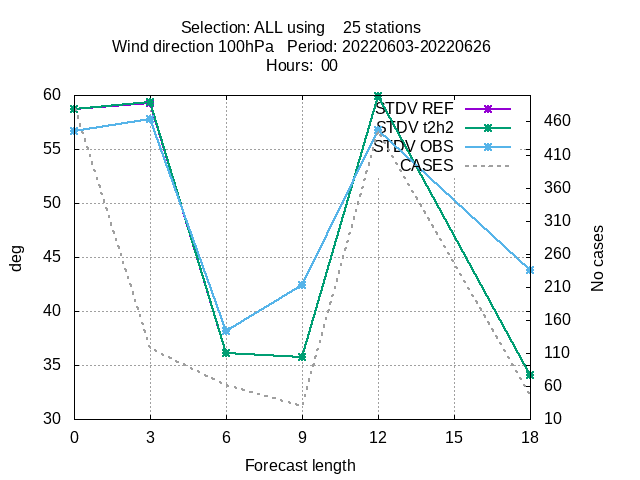 Selection: ALL using    25 stations
Wind direction 100hPa   Period: 20220603-20220626
Hours:  00
60
55
50
45
40
35
30
deg
STDV REF
STDV t2h2
STDV OBS
CASES
460
410
360
310
260
210
160
110
60
10
No cases
0 3 6 9 12 15 18
Forecast length